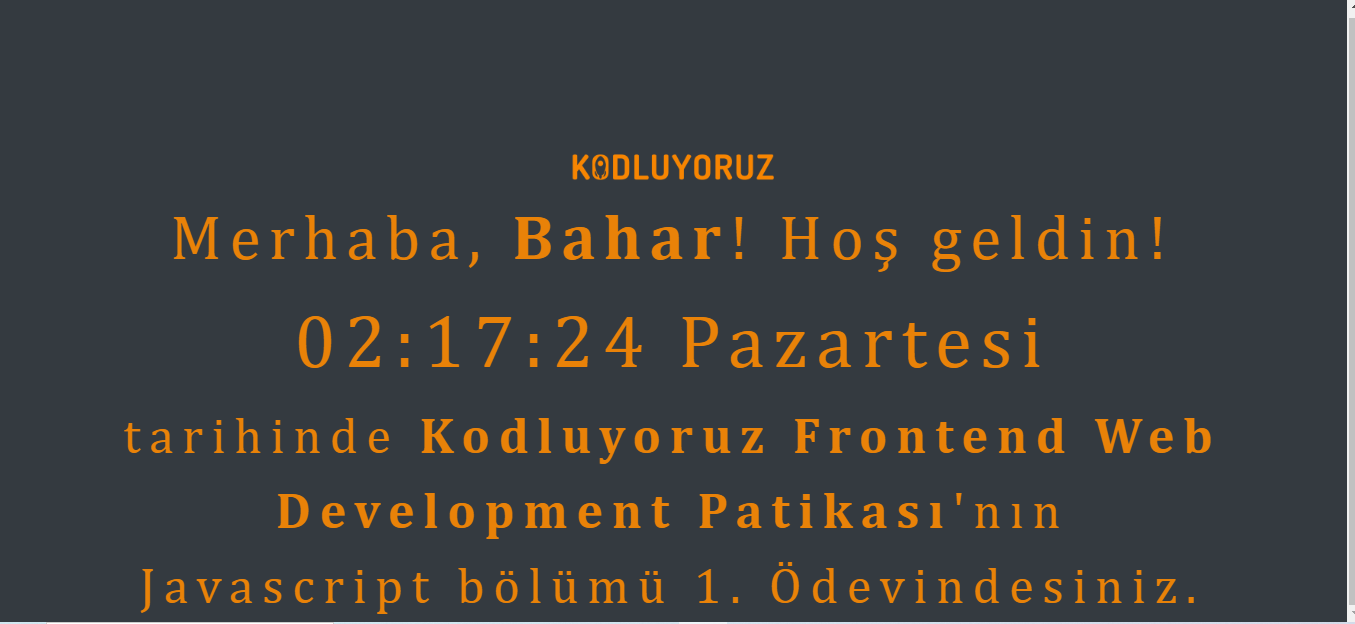 KODLUYORUZ
Merhaba, Bahar! Hoş geldin!
02:17:24 Pazartesi
tarihinde Kodluyoruz Frontend Web
Development Patikası'nın
Javascript bölümü 1. Ödevindesiniz.